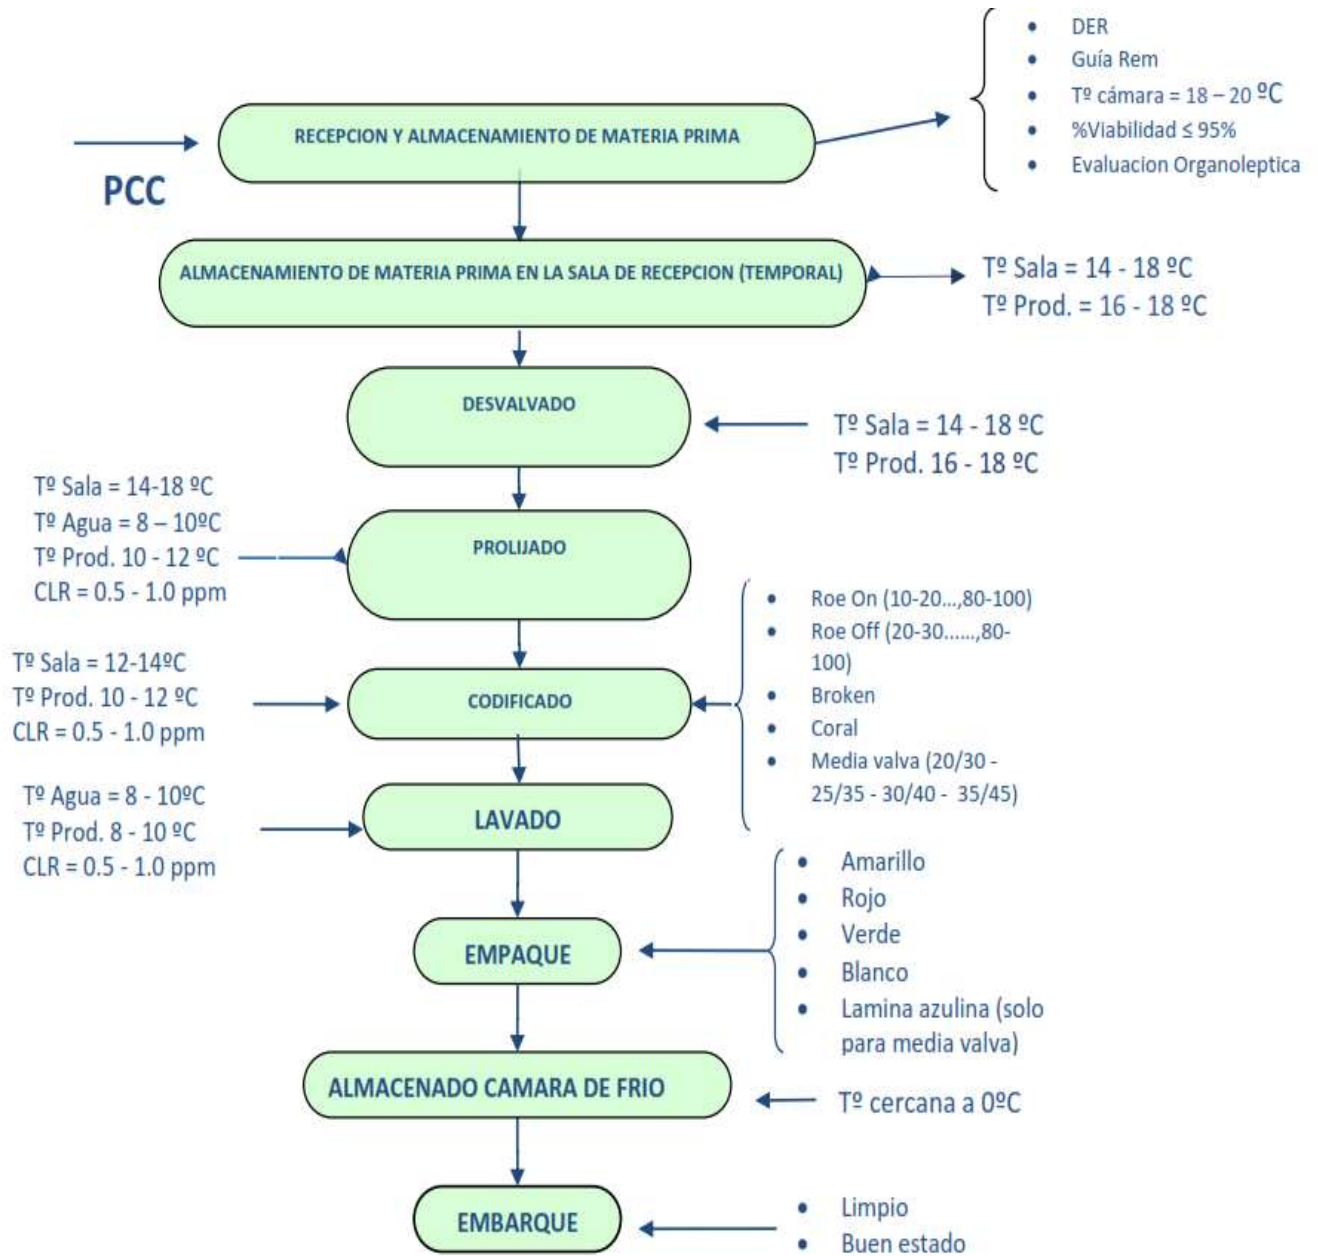 • DER
• Guía Rem
• Tº cámara = 18 – 20 ºC
• %Viabilidad ≤ 95%
• Evaluacion Organoleptica
RECEPCION Y ALMACENAMIENTO DE MATERIA PRIMA
PCC
ALMACENAMIENTO DE MATERIA PRIMA EN LA SALA DE RECEPCION (TEMPORAL)
Tº Sala = 14 - 18 ºC
Tº Prod. = 16 - 18 ºC
DESVALVADO
Tº Sala = 14 - 18 ºC
Tº Prod. 16 - 18 ºC
Tº Sala = 14-18 ºC
Tº Agua = 8 – 10ºC
Tº Prod. 10 - 12 ºC
CLR = 0.5 - 1.0 ppm
PROLIJADO
• Roe On (10-20...,80-100)
• Roe Off (20-30......,80-
100)
• Broken
• Coral
• Media valva (20/30 -
25/35 - 30/40 - 35/45)
Tº Sala = 12-14ºC
Tº Prod. 10 - 12 ºC
CLR = 0.5 - 1.0 ppm
CODIFICADO
Tº Agua = 8 - 10ºC
Tº Prod. 8 - 10 ºC
CLR = 0.5 - 1.0 ppm
LAVADO
• Amarillo
• Rojo
• Verde
• Blanco
• Lamina azulina (solo
para media valva)
EMPAQUE
ALMACENADO CAMARA DE FRIO
Tº cercana a 0ºC
EMBARQUE
• Limpio
• Buen estado